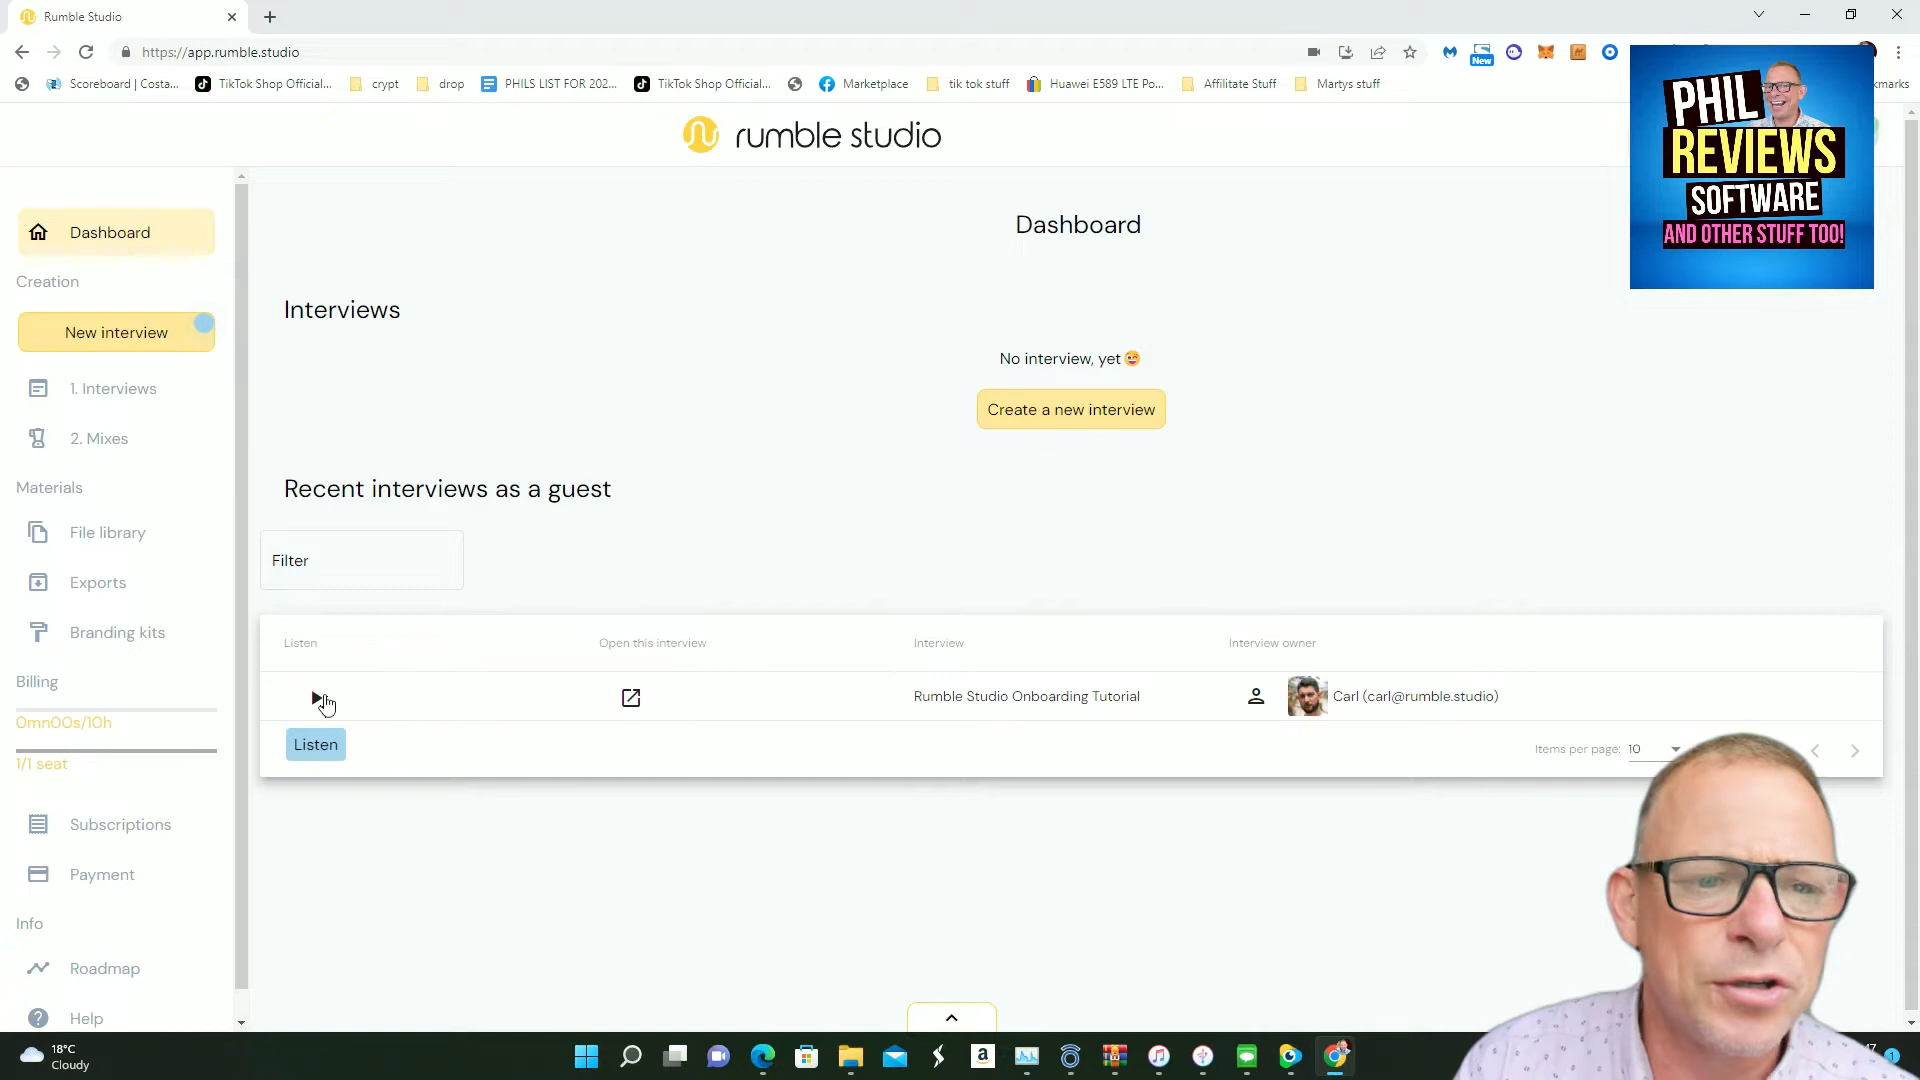 Rumble Studio
https://app.rumble.studio
New
Scoreboard | Costa...
TikTok Shop Official...
crypt
drop
PHILS LIST FOR 202...
TikTok Shop Official...
Marketplace
tik tok stuff
Huawei E589 LTE Po...
Affilitate Stuff
Martys stuff
kmarks
rumble studio
PHIL
REVIEWS
SOFTWARE
AND OTHER STUFF TOO!
Dashboard
Creation
New interview
1. Interviews
2. Mixes
Materials
File library
Exports
Branding kits
Billing
0mn00s/10h
1/1 seat
Subscriptions
Payment
Info
Roadmap
Help
Dashboard
Interviews
No interview, yet 😅
Create a new interview
Recent interviews as a guest
Filter
Listen Open this interview Interview Interview owner
Rumble Studio Onboarding Tutorial Carl (carl@rumble.studio)
Listen
Items per page: 10
18°C
Cloudy